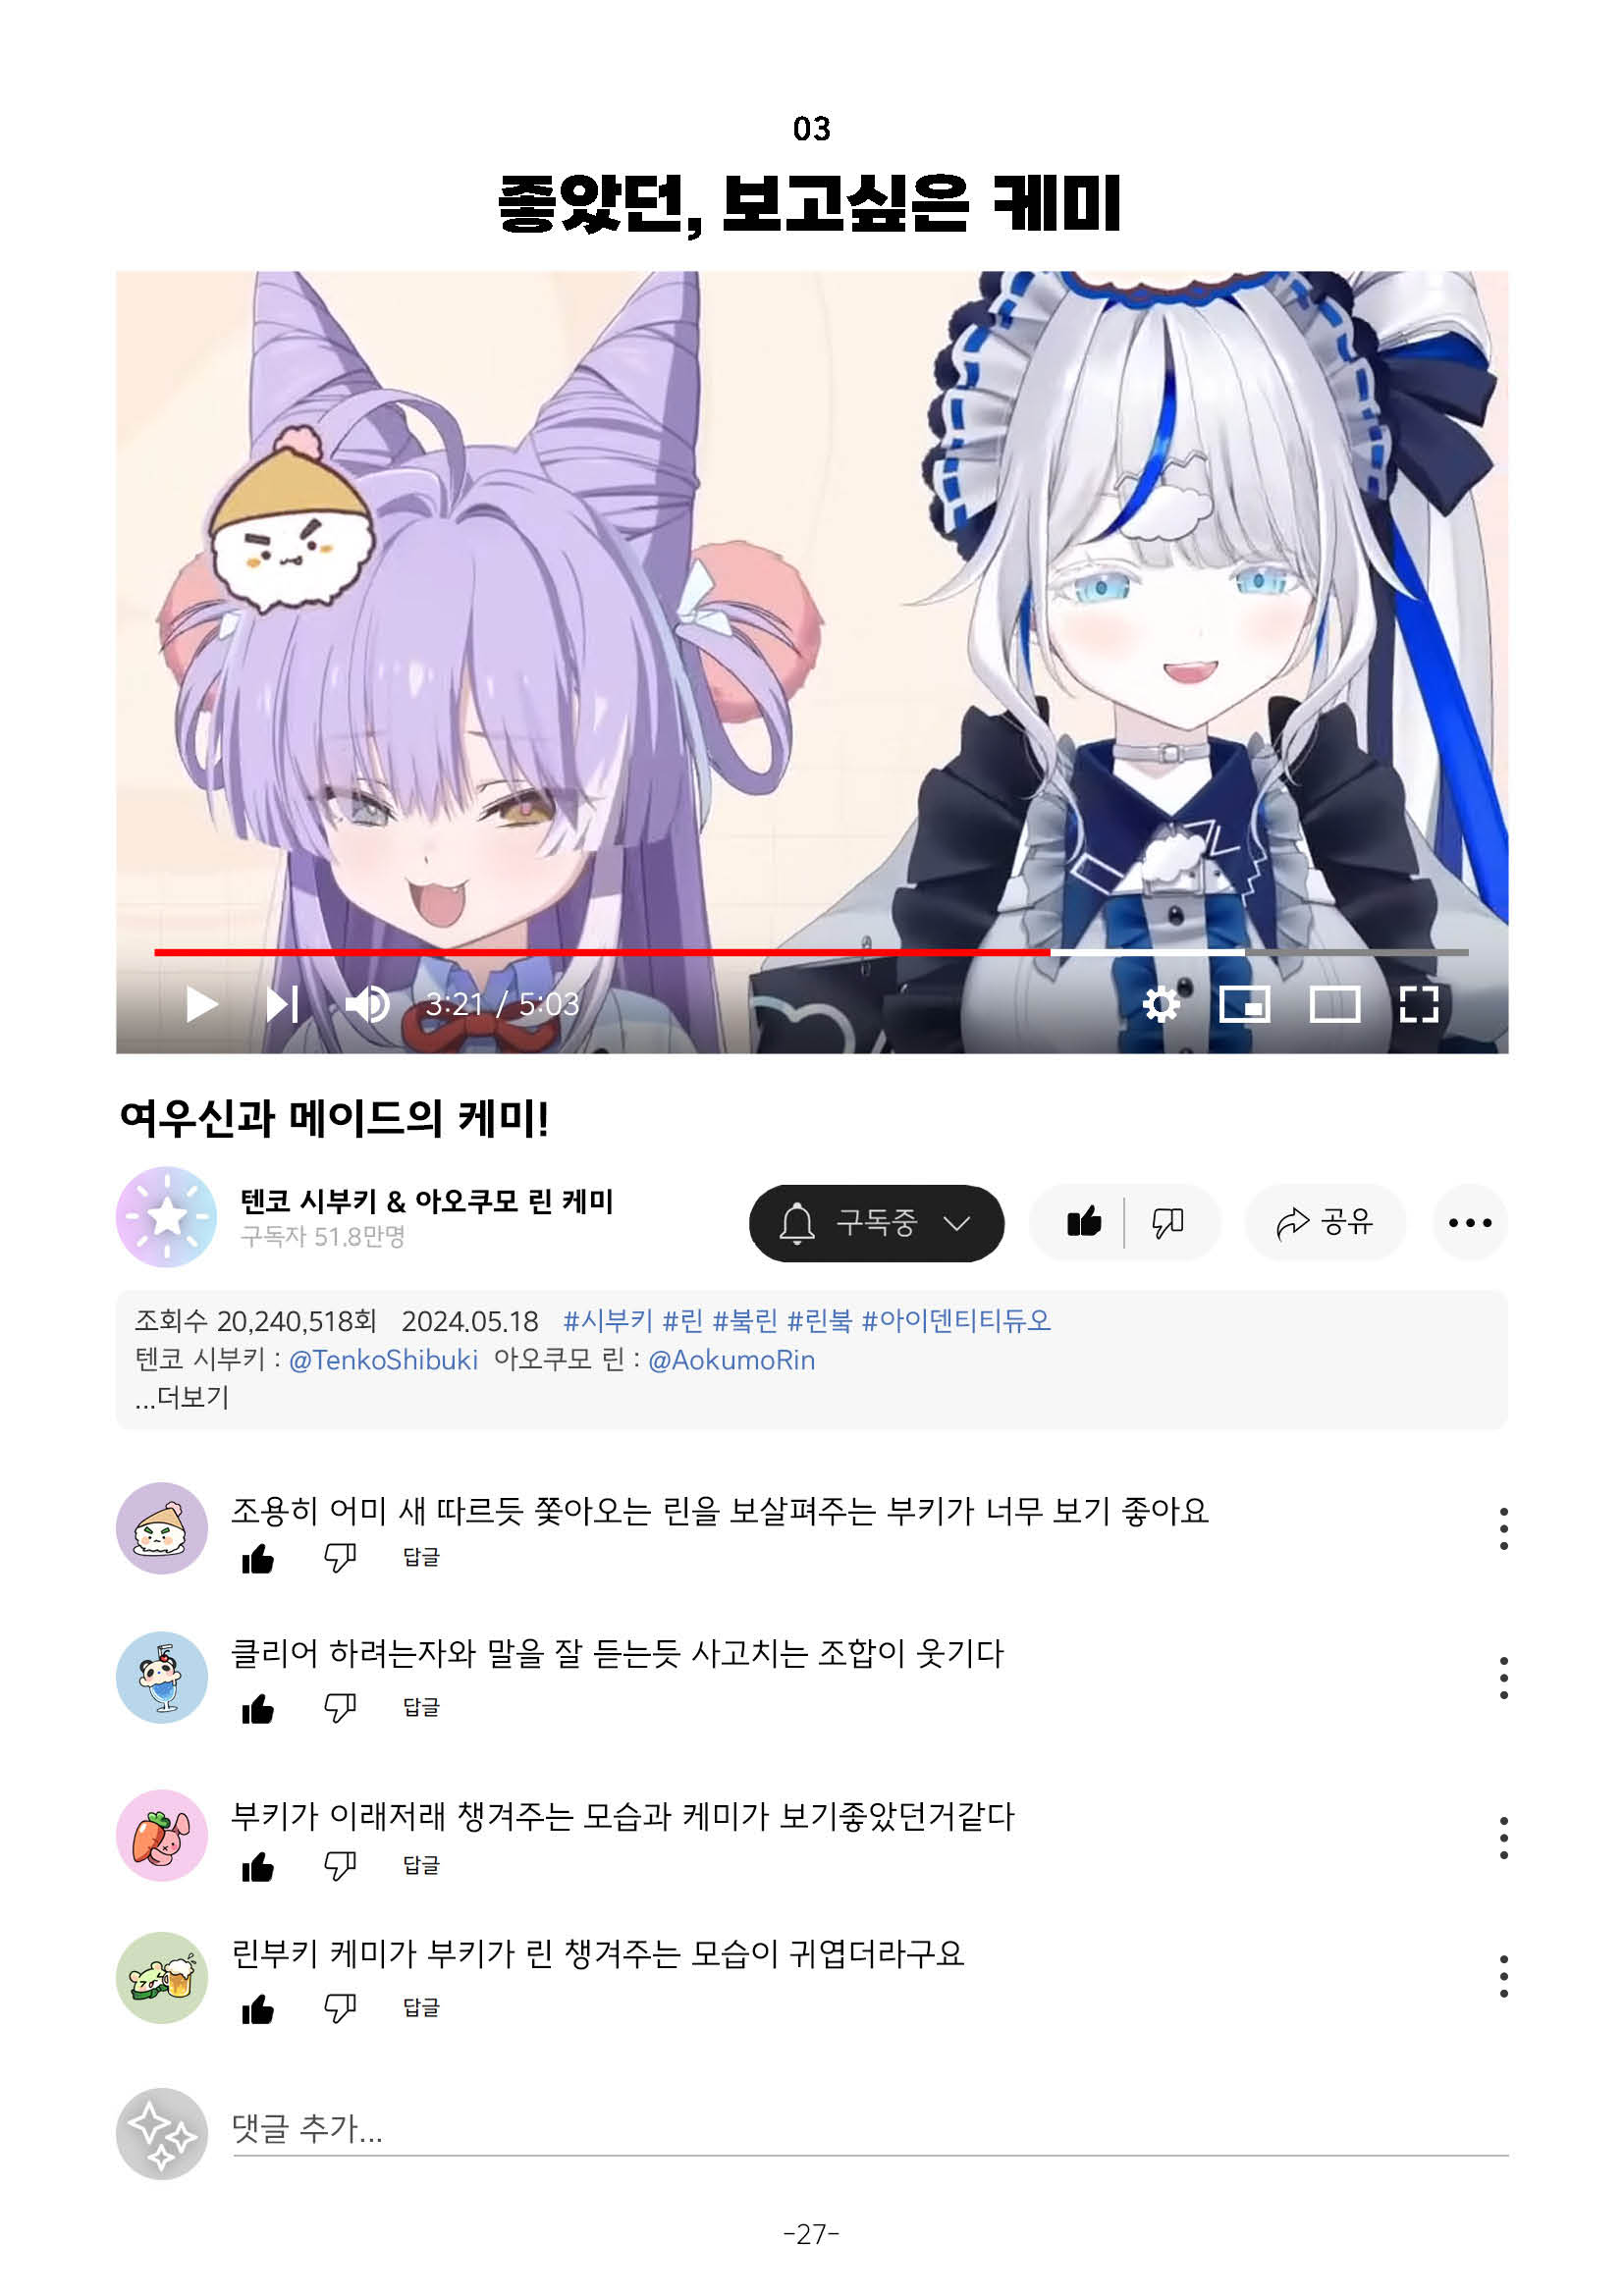 03
좋았던, 보고싶은 케미
3:21 / 5:03
여우신과 메이드의 케미!
텐코 시부키 & 아오쿠모 린 케미
구독자 51.8만명
구독중
공유
조회수 20,240,518회 2024.05.18 #시부키 #린 #붘린 #린붘 #아이덴티티듀오
텐코 시부키 : @TenkoShibuki 아오쿠모 린 : @AokumoRin
...더보기
조용히 어미 새 따르듯 쫓아오는 린을 보살펴주는 부키가 너무 보기 좋아요
답글
클리어 하려는자와 말을 잘 듣는듯 사고치는 조합이 웃기다
답글
부키가 이래저래 챙겨주는 모습과 케미가 보기좋았던거같다
답글
린부키 케미가 부키가 린 챙겨주는 모습이 귀엽더라구요
답글
댓글 추가...
-27-